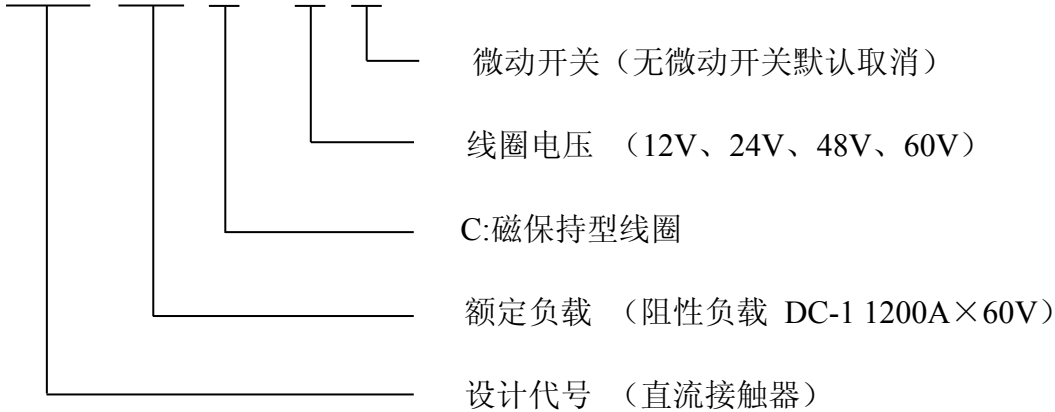 微动开关（无微动开关默认取消）
线圈电压 （12V、24V、48V、60V）
C:磁保持型线圈
额定负载 （阻性负载 DC-1 1200A×60V）
设计代号 （直流接触器）